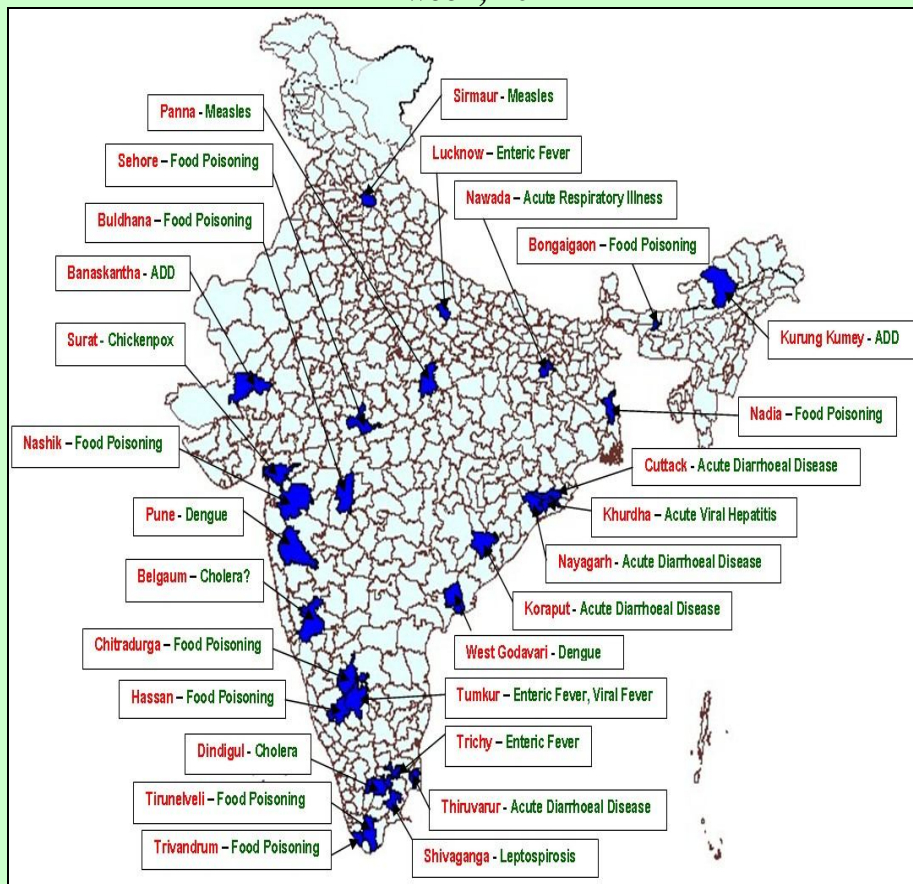 Panna - Measles
Sirmaur - Measles
Sehore – Food Poisoning
Lucknow – Enteric Fever
Buldhana – Food Poisoning
Nawada – Acute Respiratory Illness
Bongaigaon – Food Poisoning
Banaskantha - ADD
Surat - Chickenpox
Kurung Kumey - ADD
Nashik – Food Poisoning
Nadia – Food Poisoning
Cuttack - Acute Diarrhoeal Disease
Pune - Dengue
Khurdha – Acute Viral Hepatitis
Nayagarh - Acute Diarrhoeal Disease
Belgaum – Cholera?
Koraput - Acute Diarrhoeal Disease
Chitradurga – Food Poisoning
West Godavari - Dengue
Hassan – Food Poisoning
Tumkur – Enteric Fever, Viral Fever
Dindigul - Cholera
Trichy – Enteric Fever
Tirunelveli – Food Poisoning
Thiruvarur - Acute Diarrhoeal Disease
Trivandrum – Food Poisoning
Shivaganga - Leptospirosis